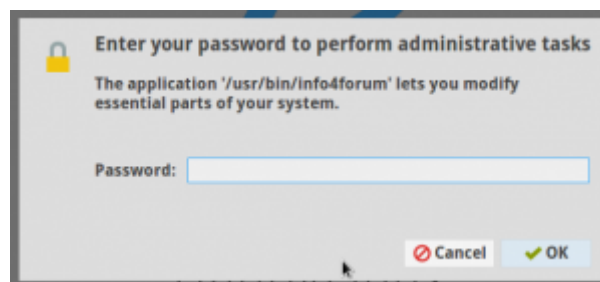 Enter your password to perform administrative tasks
The application '/usr/bin/info4forum' lets you modify
essential parts of your system.
Password:
Cancel
OK